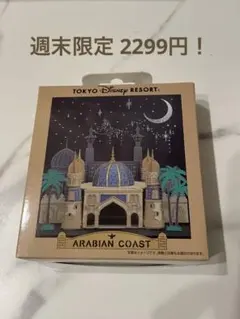 週末限定 2299円！
TOKYO Disney RESORT®
ARABIAN COAST